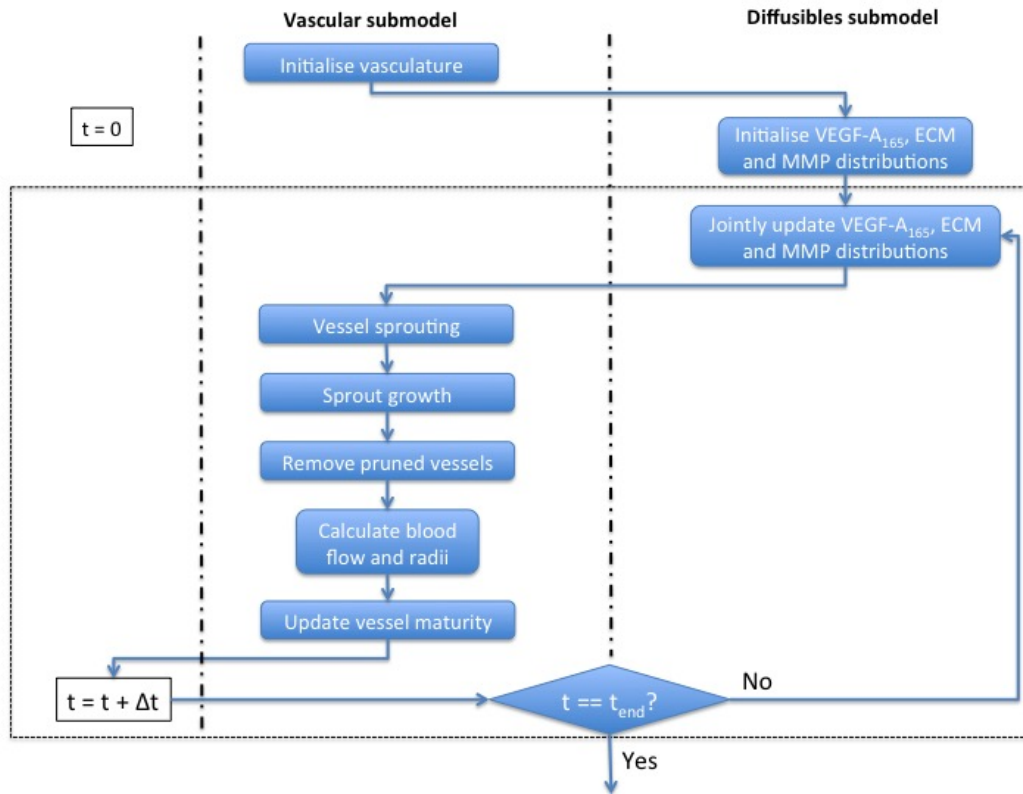 Vascular submodel
Diffusibles submodel
Initialise vasculature
t = 0
Initialise VEGF-A₁₆₅, ECM
and MMP distributions
Jointly update VEGF-A₁₆₅, ECM
and MMP distributions
Vessel sprouting
Sprout growth
Remove pruned vessels
Calculate blood
flow and radii
Update vessel maturity
t = t + Δt
t == tₑₙd?
No
Yes